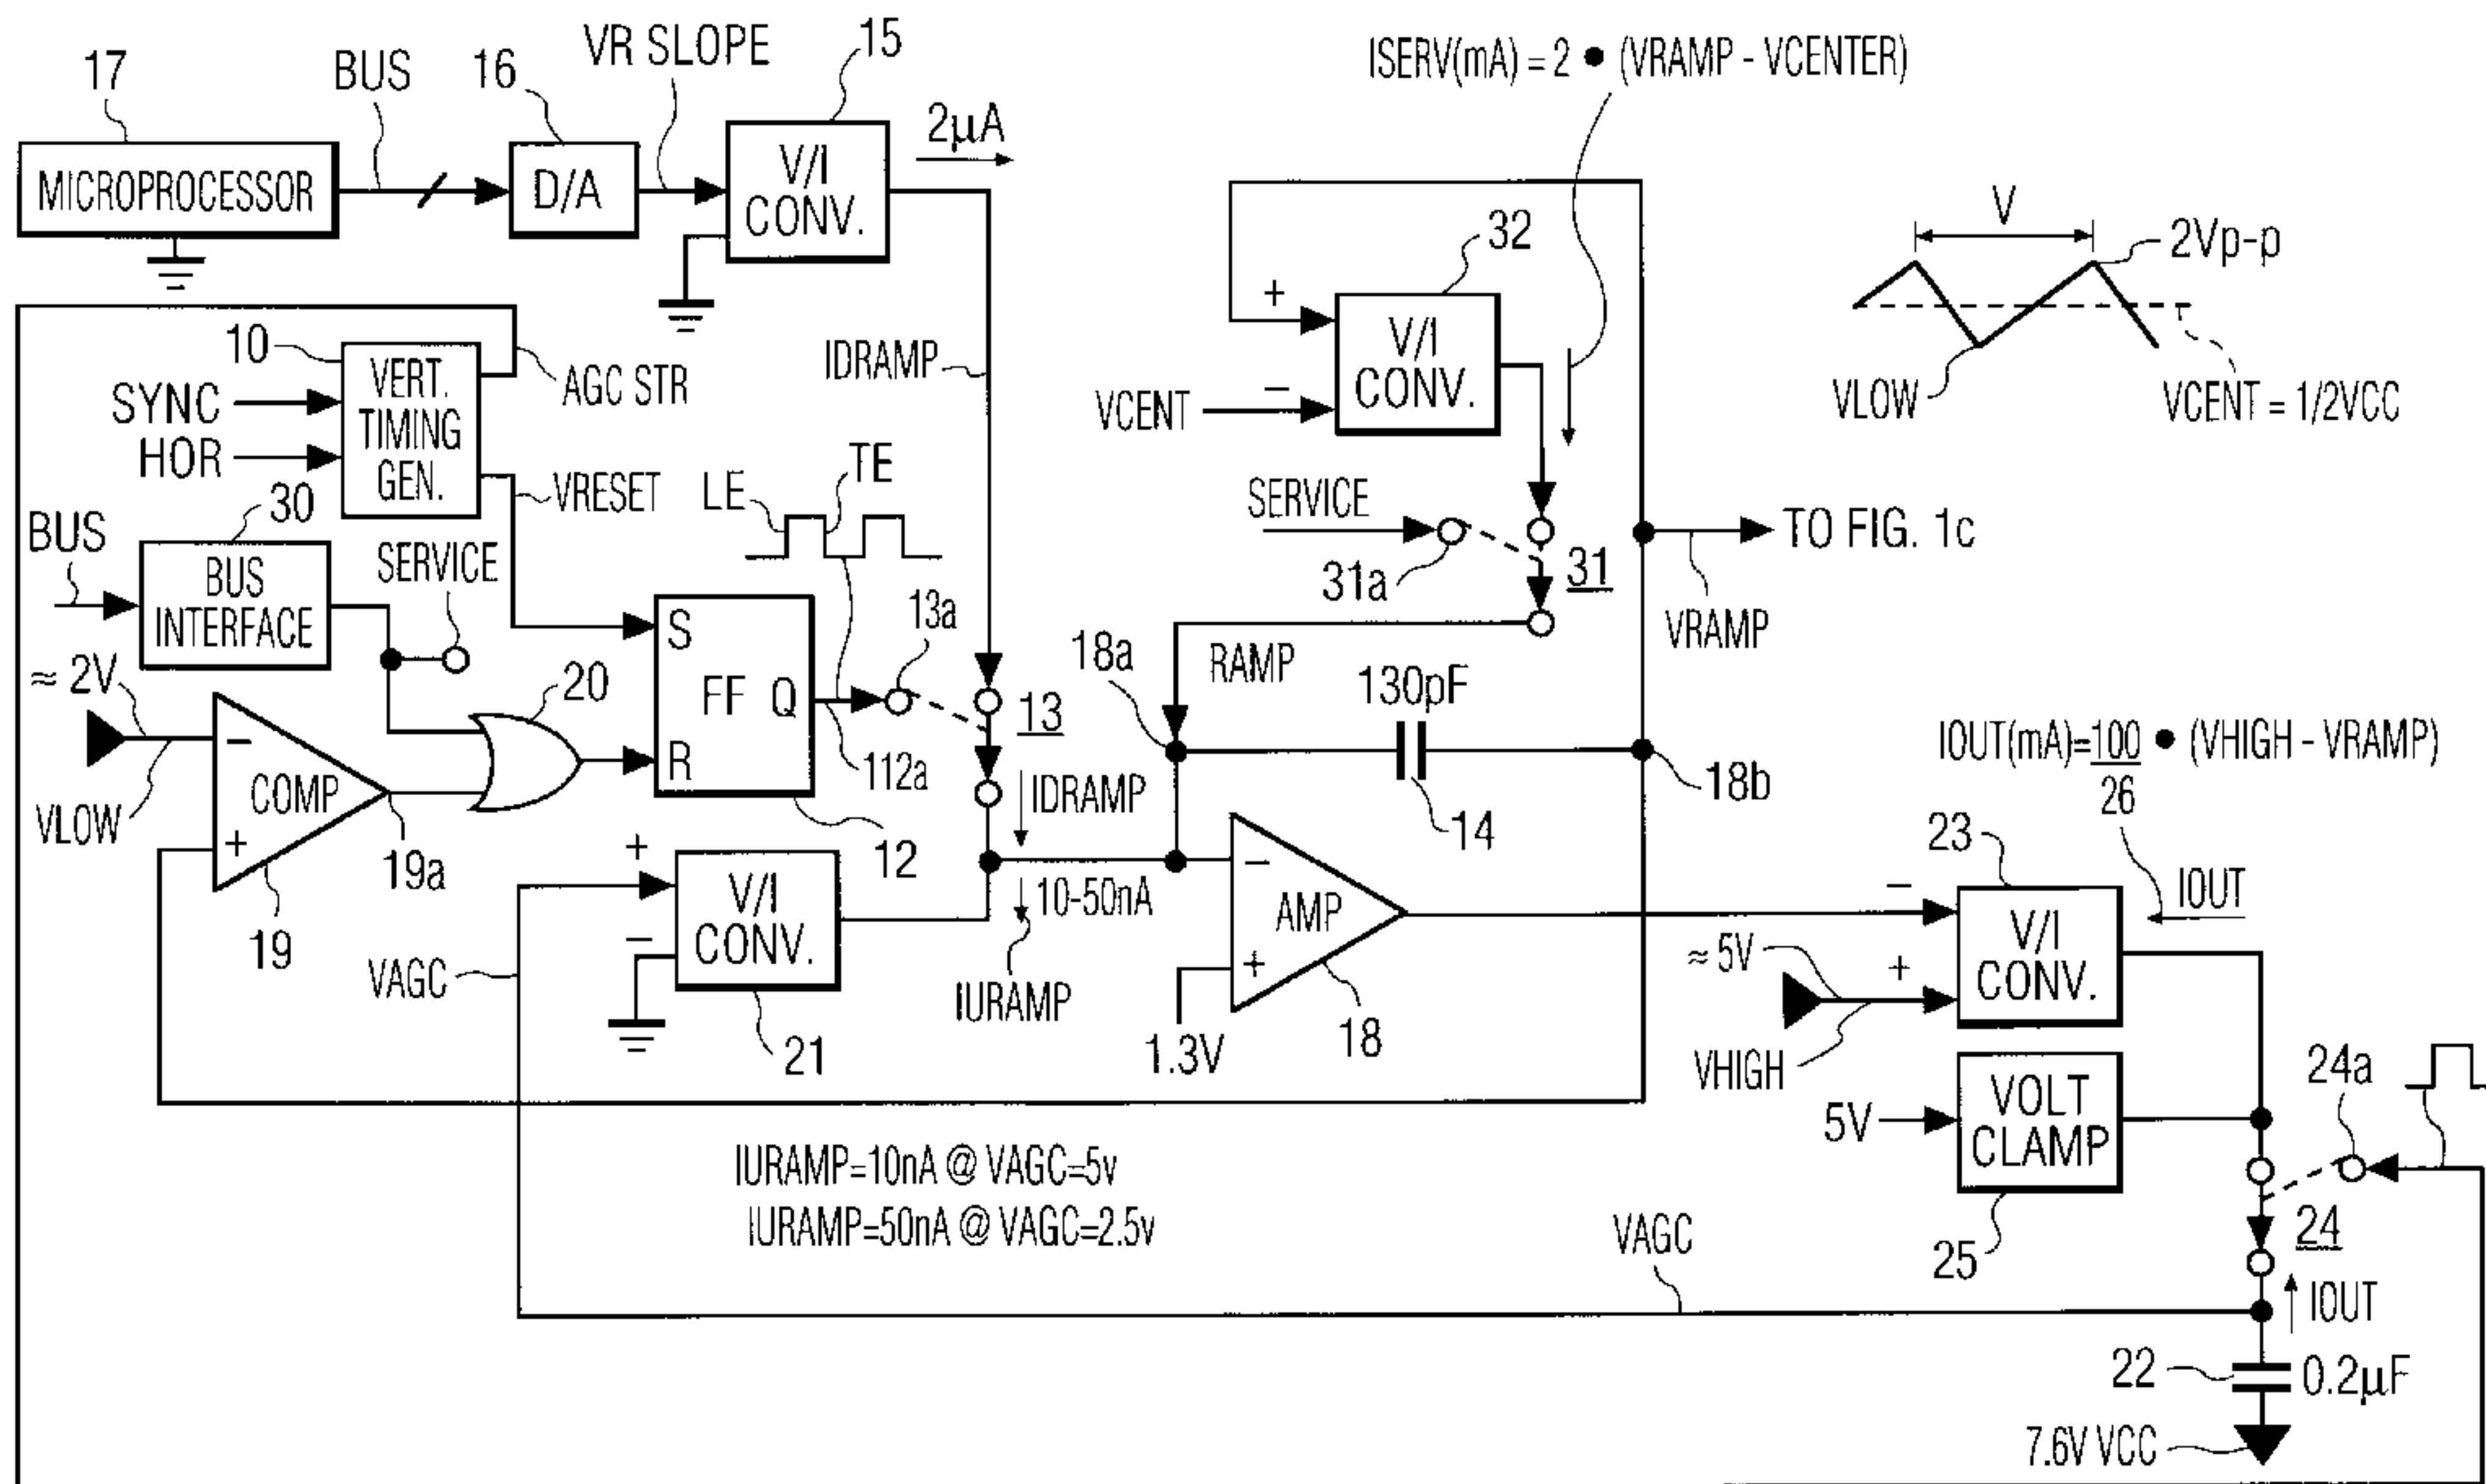 17
BUS
16
VR SLOPE
15
2µA
ISERV(mA) = 2 ● (VRAMP - VCENTER)
MICROPROCESSOR
D/A
V/I
CONV.
32
V
2Vp-p
+
V/I
CONV.
VCENT
−
VLOW
VCENT = 1/2VCC
10
VERT.
TIMING
GEN.
AGC STR
IDRAMP
SYNC
HOR
VRESET
LE
TE
SERVICE
31a
31
TO FIG. 1c
VRAMP
BUS
30
BUS
INTERFACE
SERVICE
≈ 2V
VLOW
−
+
COMP
19
19a
20
S
FF Q
R
12
112a
13a
13
IDRAMP
18a
RAMP
130pF
14
18b
IOUT(mA)=100 ● (VHIGH - VRAMP)
26
+
−
V/I
CONV.
21
VAGC
10-50nA
IURAMP
−
+
AMP
18
1.3V
23
−
+
V/I
CONV.
IOUT
≈ 5V
VHIGH
5V
VOLT
CLAMP
25
24a
24
IURAMP=10nA @ VAGC=5v
IURAMP=50nA @ VAGC=2.5v
VAGC
IOUT
22
0.2µF
7.6V VCC